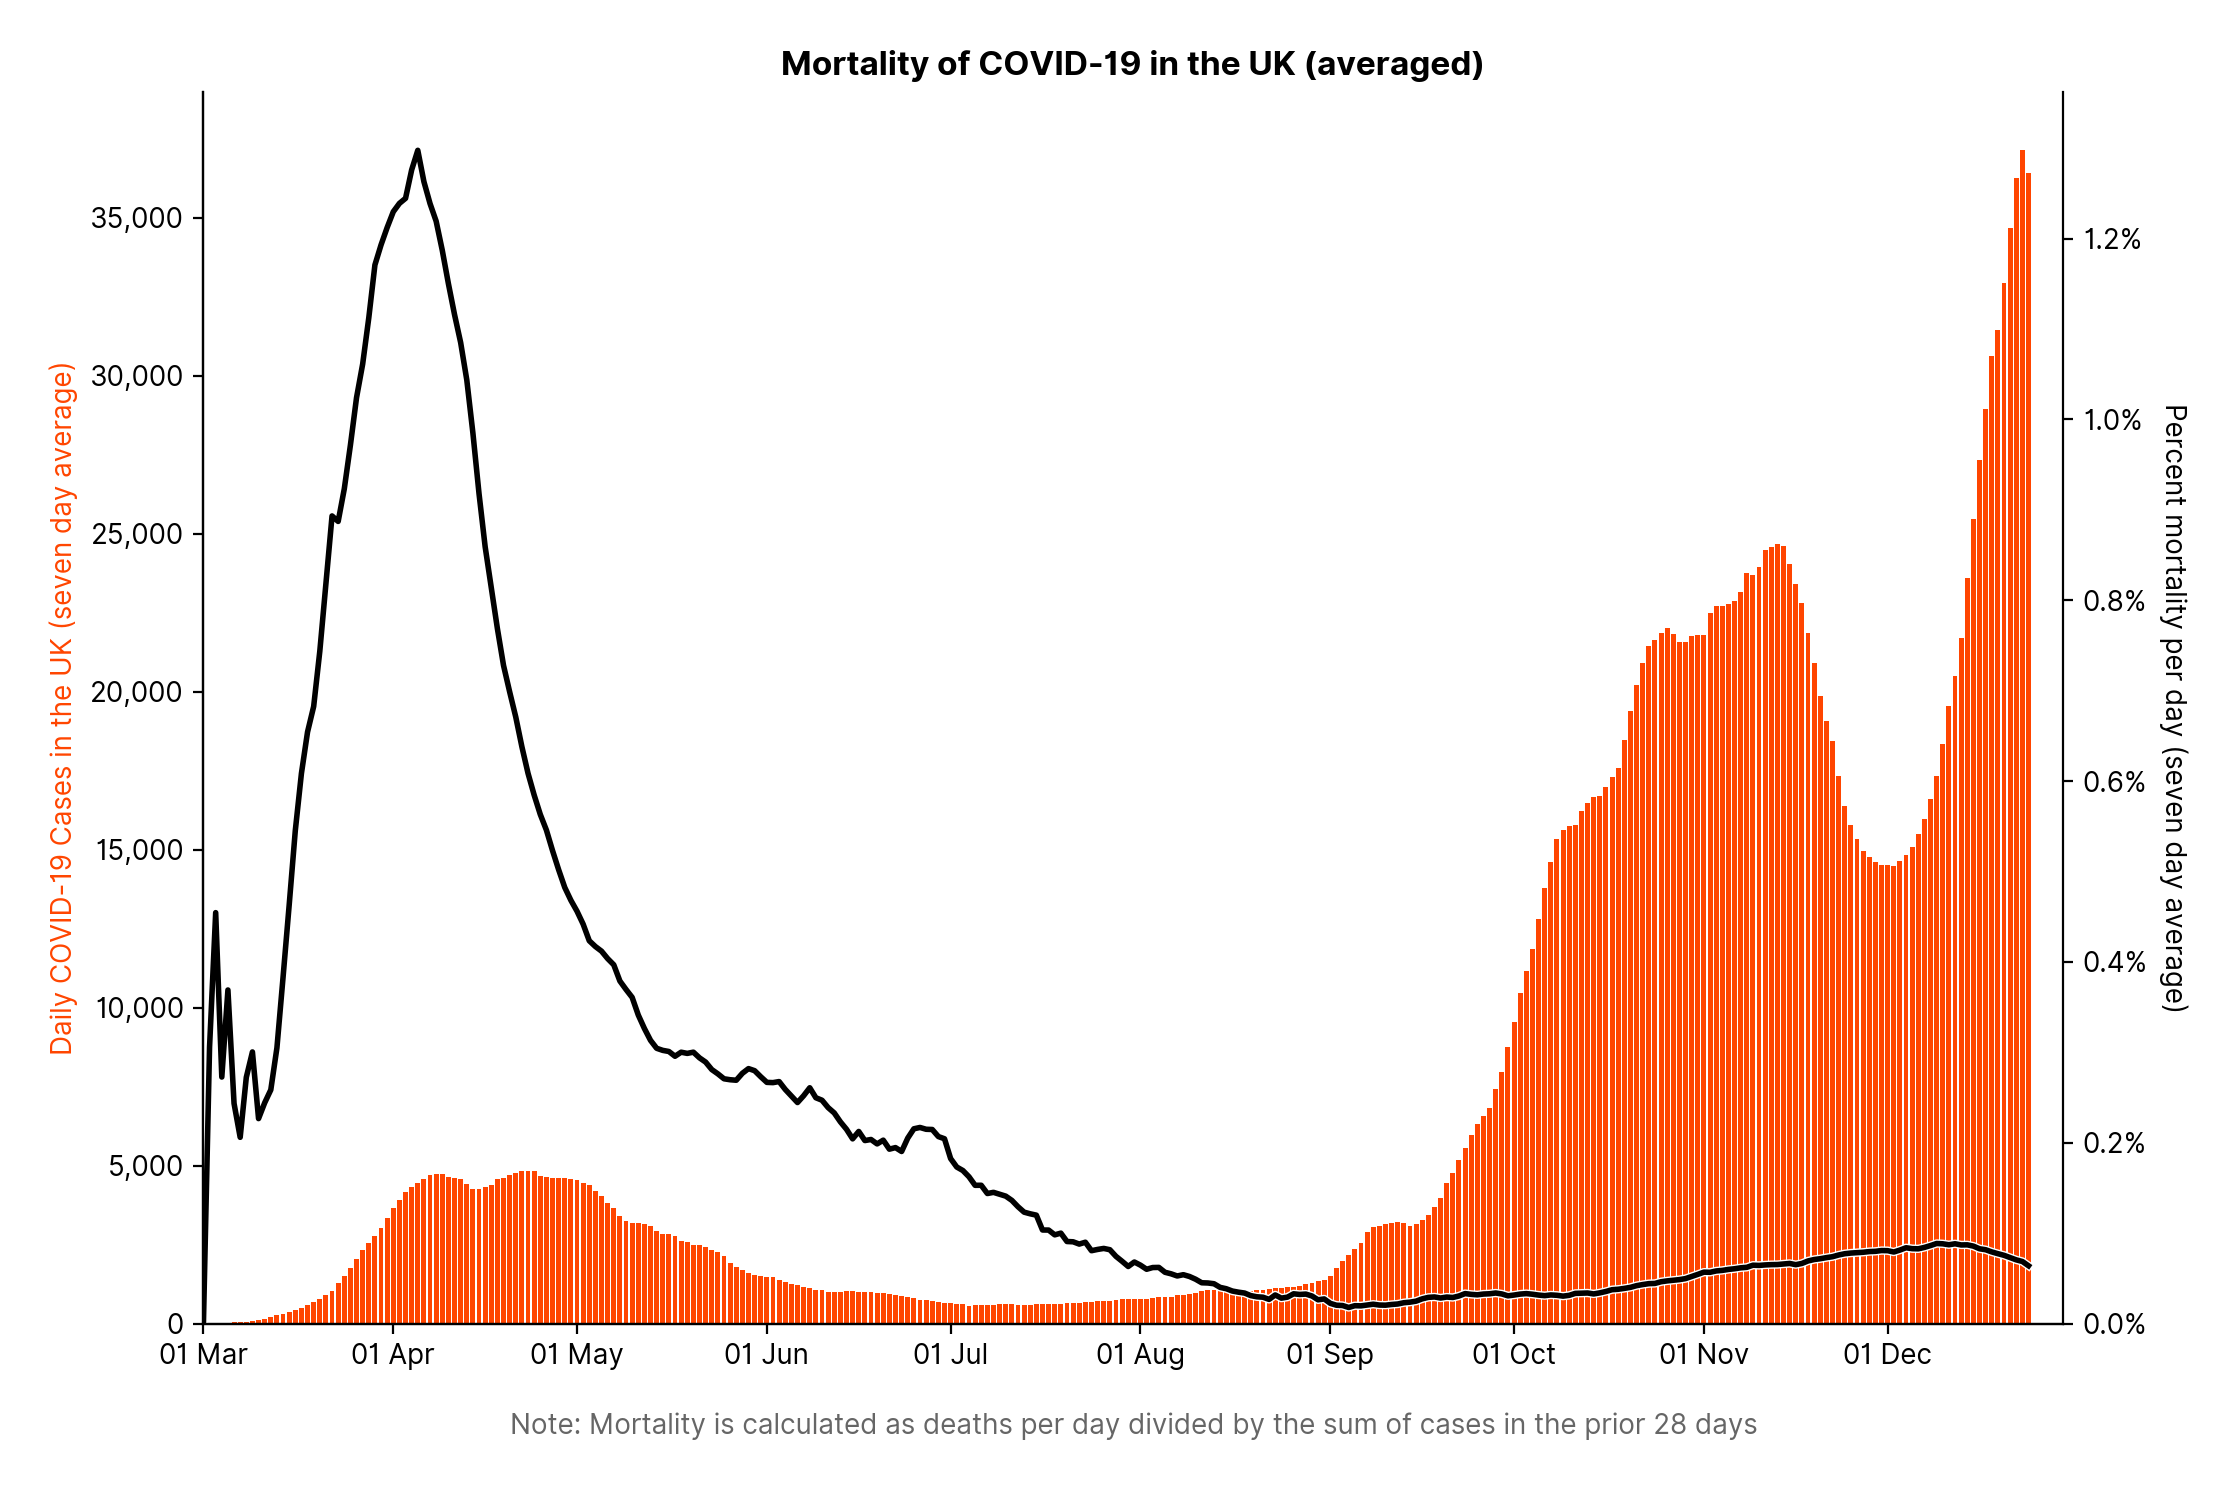 Mortality of COVID-19 in the UK (averaged)
Daily COVID-19 Cases in the UK (seven day average)
35,000
30,000
25,000
20,000
15,000
10,000
5,000
0
1.2%
1.0%
0.8%
0.6%
0.4%
0.2%
0.0%
Percent mortality per day (seven day average)
01 Mar
01 Apr
01 May
01 Jun
01 Jul
01 Aug
01 Sep
01 Oct
01 Nov
01 Dec
Note: Mortality is calculated as deaths per day divided by the sum of cases in the prior 28 days